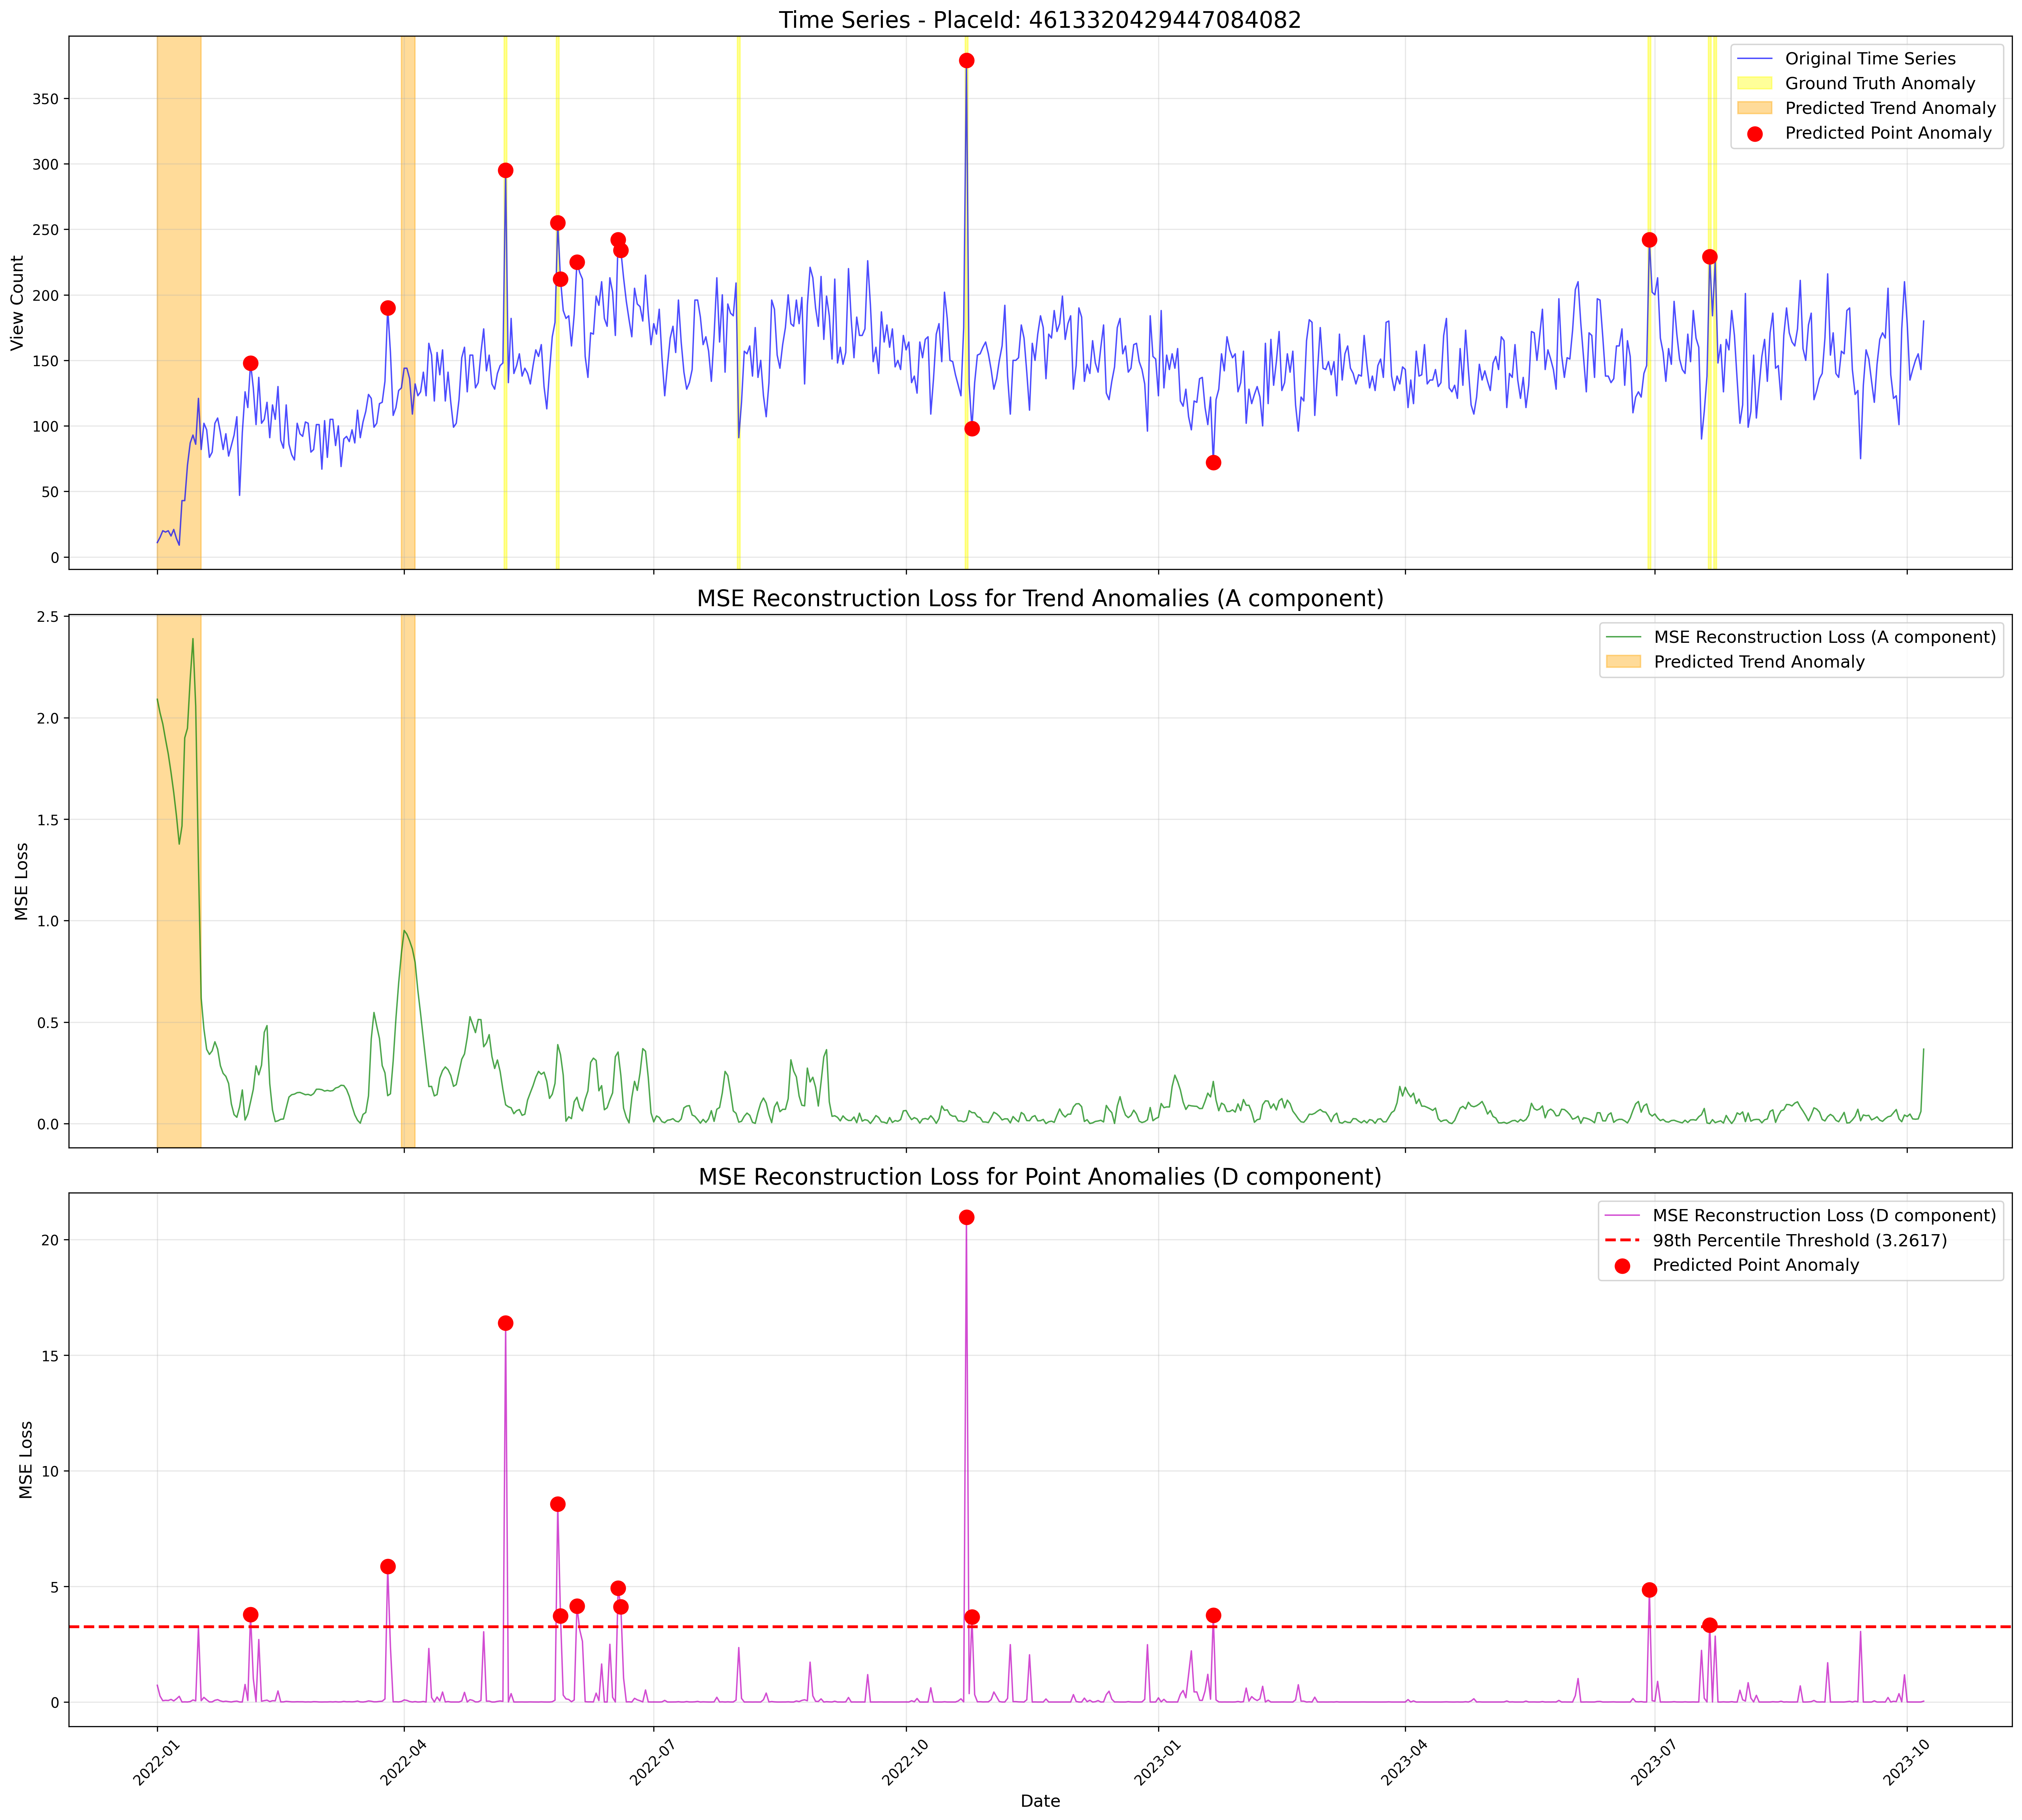 Time Series - PlaceId: 4613320429447084082
View Count
350
300
250
200
150
100
50
0
Original Time Series
Ground Truth Anomaly
Predicted Trend Anomaly
Predicted Point Anomaly
MSE Reconstruction Loss for Trend Anomalies (A component)
MSE Loss
2.5
2.0
1.5
1.0
0.5
0.0
MSE Reconstruction Loss (A component)
Predicted Trend Anomaly
MSE Reconstruction Loss for Point Anomalies (D component)
MSE Loss
20
15
10
5
0
MSE Reconstruction Loss (D component)
98th Percentile Threshold (3.2617)
Predicted Point Anomaly
2022-01
2022-04
2022-07
2022-10
2023-01
2023-04
2023-07
2023-10
Date